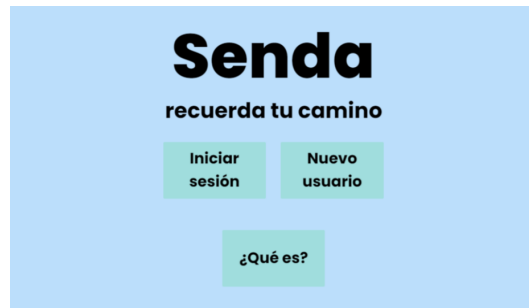 Senda
recuerda tu camino
Iniciar
sesión
Nuevo
usuario
¿Qué es?